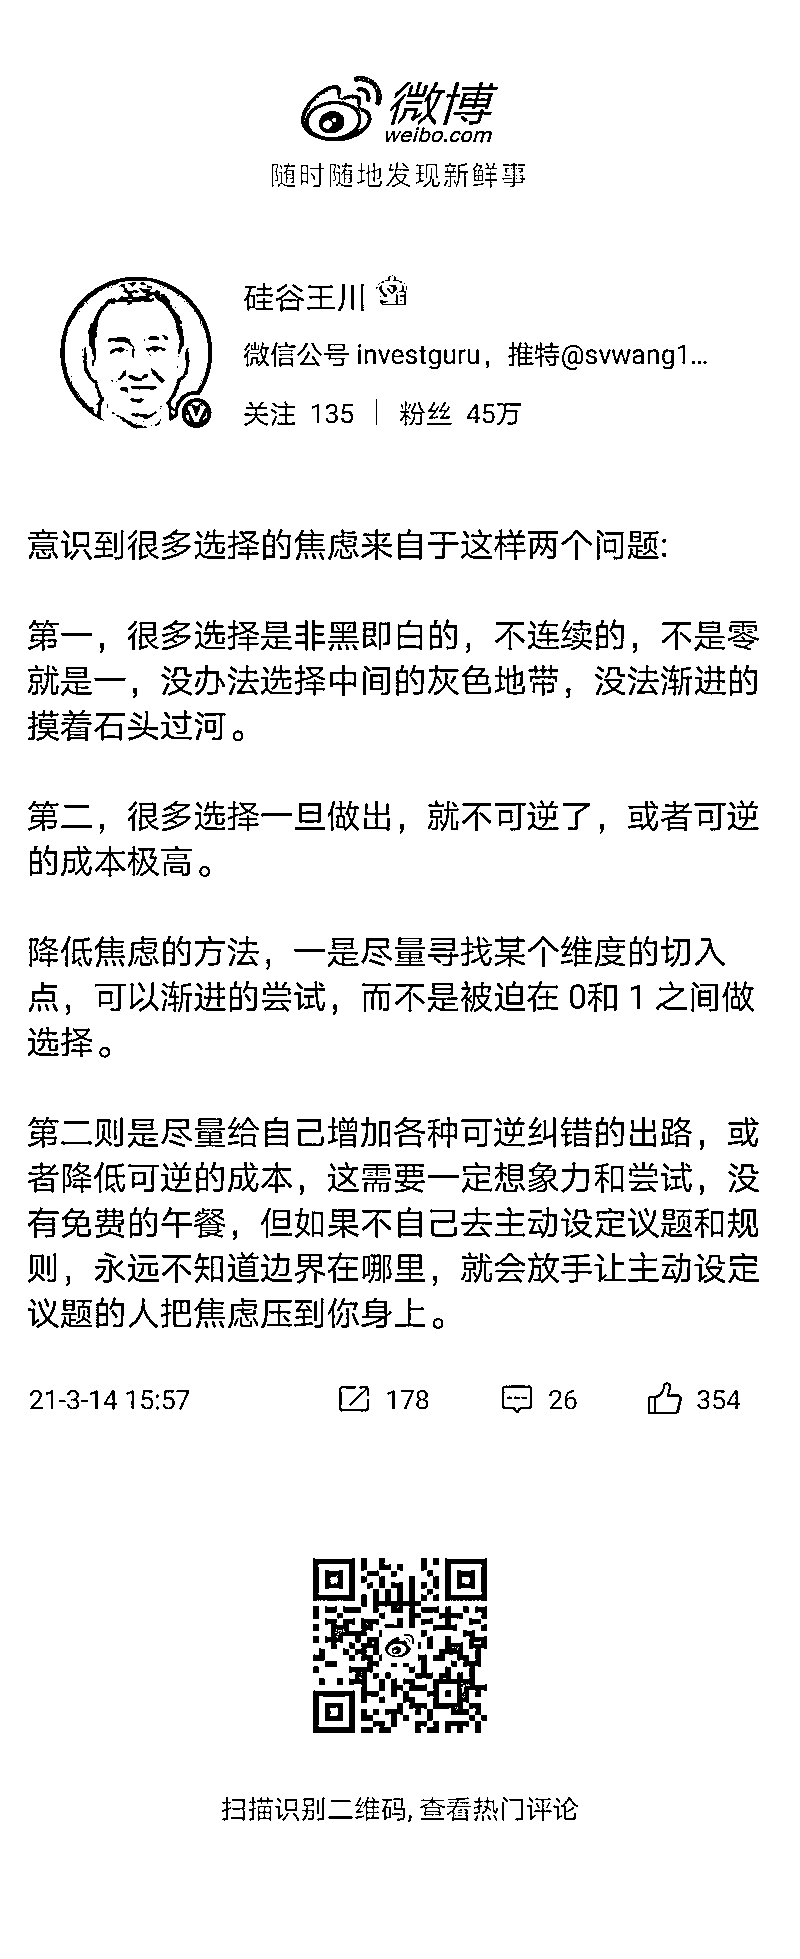 微博
weibo.com
随时随地发现新鲜事
硅谷王川
微信公号 investguru，推特@svwang1...
关注 135 | 粉丝 45万
意识到很多选择的焦虑来自于这样两个问题:
第一，很多选择是非黑即白的，不连续的，不是零
就是一，没办法选择中间的灰色地带，没法渐进的
摸着石头过河。
第二，很多选择一旦做出，就不可逆了，或者可逆
的成本极高。
降低焦虑的方法，一是尽量寻找某个维度的切入
点，可以渐进的尝试，而不是被迫在 0和 1 之间做
选择。
第二则是尽量给自己增加各种可逆纠错的出路，或
者降低可逆的成本，这需要一定想象力和尝试，没
有免费的午餐，但如果不自己去主动设定议题和规
则，永远不知道边界在哪里，就会放手让主动设定
议题的人把焦虑压到你身上。
21-3-14 15:57 178 26 354
扫描识别二维码, 查看热门评论